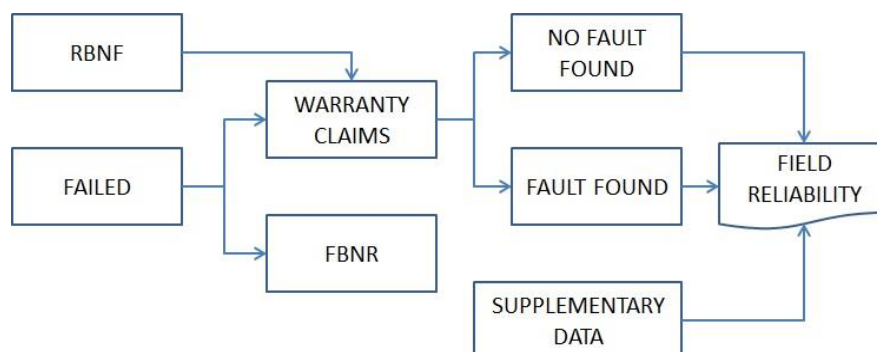 RBNF
NO FAULT
FOUND
WARRANTY
CLAIMS
FAILED
FAULT FOUND
FIELD
RELIABILITY
FBNR
SUPPLEMENTARY
DATA